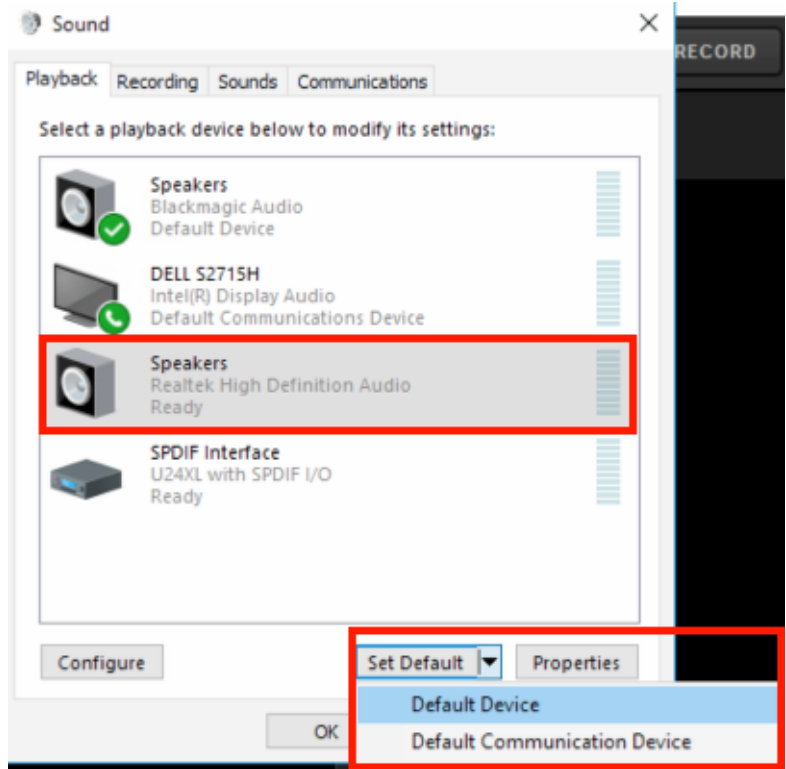 Sound
RECORD
Playback Recording Sounds Communications
Select a playback device below to modify its settings:
Speakers
Blackmagic Audio
Default Device
DELL S2715H
Intel(R) Display Audio
Default Communications Device
Speakers
Realtek High Definition Audio
Ready
SPDIF Interface
U24XL with SPDIF I/O
Ready
Configure Set Default Properties
Default Device
OK
Default Communication Device